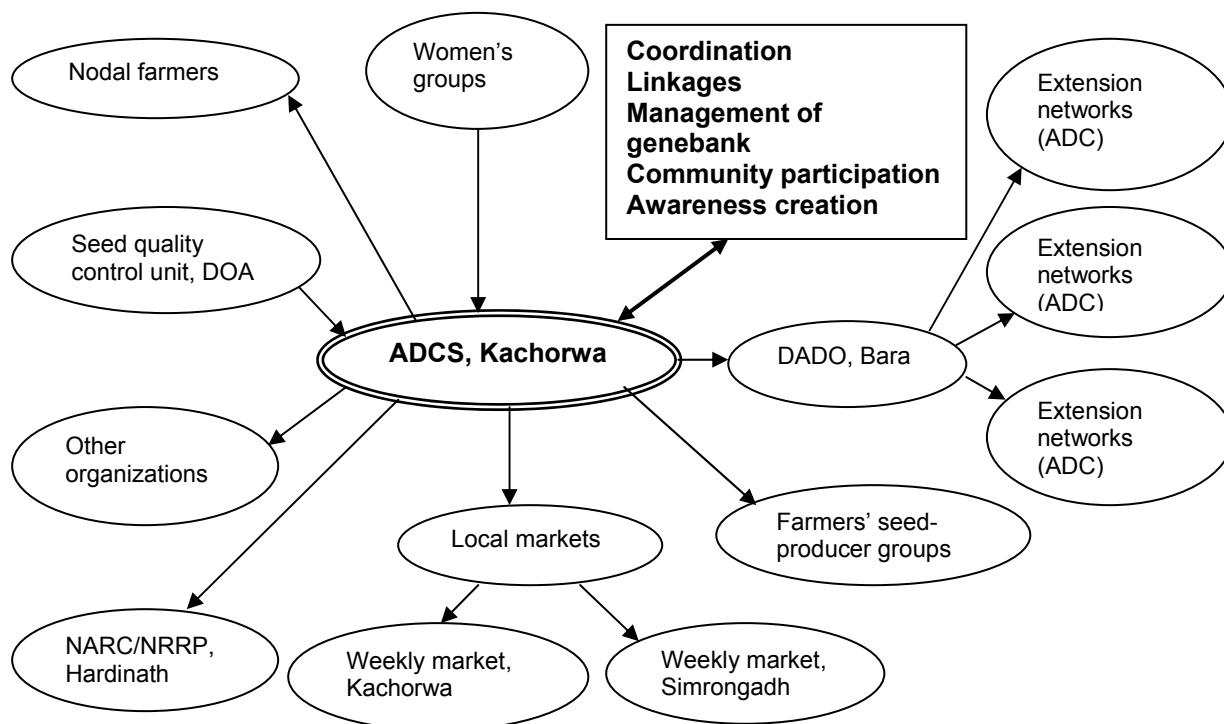 Nodal farmers
Women's
groups
Coordination
Linkages
Management of
genebank
Community participation
Awareness creation
Extension
networks
(ADC)
Seed quality
control unit, DOA
Extension
networks
(ADC)
ADCS, Kachorwa
DADO, Bara
Extension
networks
(ADC)
Other
organizations
Local markets
Farmers' seed-
producer groups
NARC/NRRP,
Hardinath
Weekly market,
Kachorwa
Weekly market,
Simrongadh